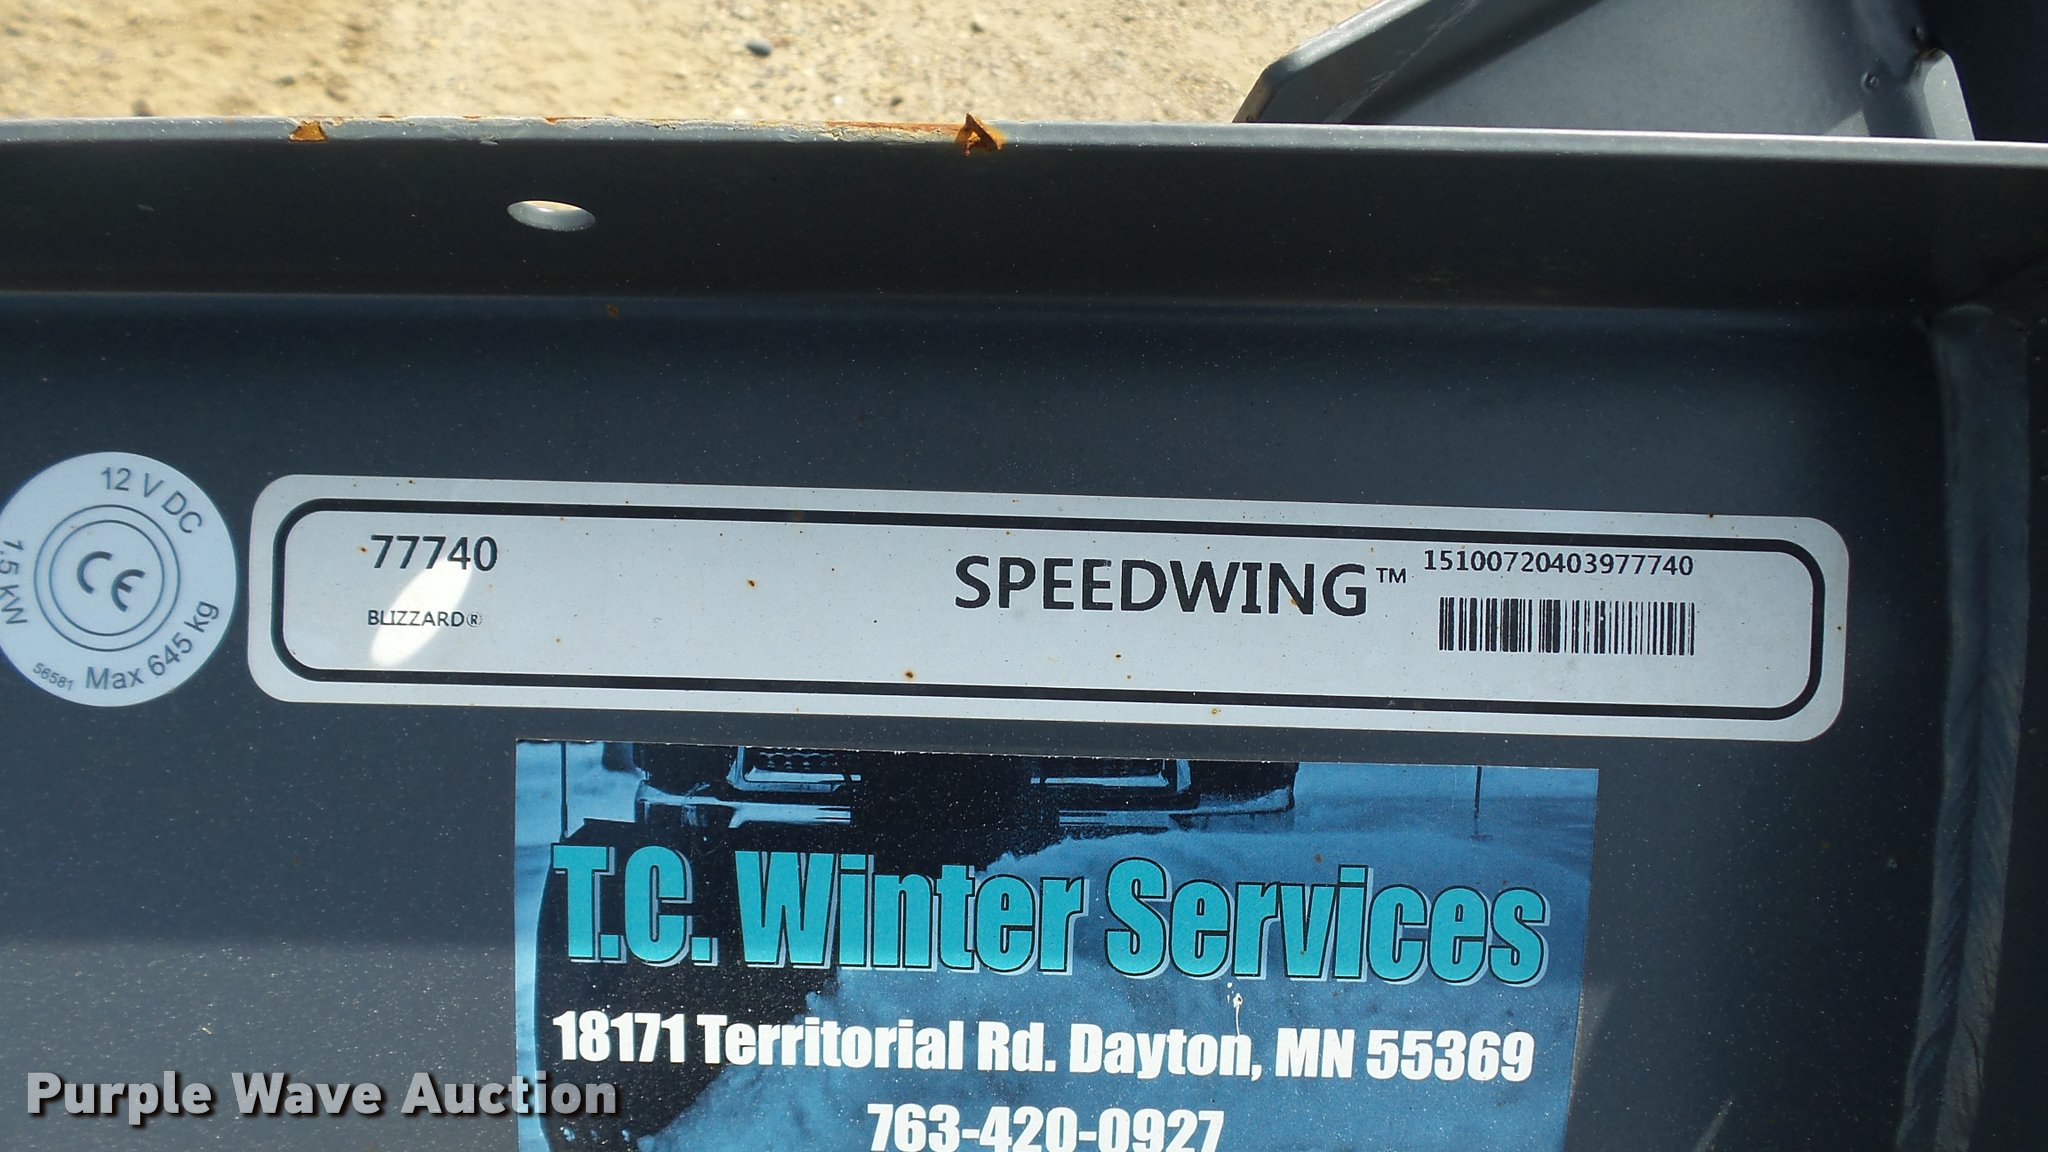 12 V DC
1.5 kW
CE
Max 645 kg
56581
77740
BLIZZARD®
SPEEDWING™
15100720403977740
T.C. Winter Services
18171 Territorial Rd. Dayton, MN 55369
763-420-0927
Purple Wave Auction